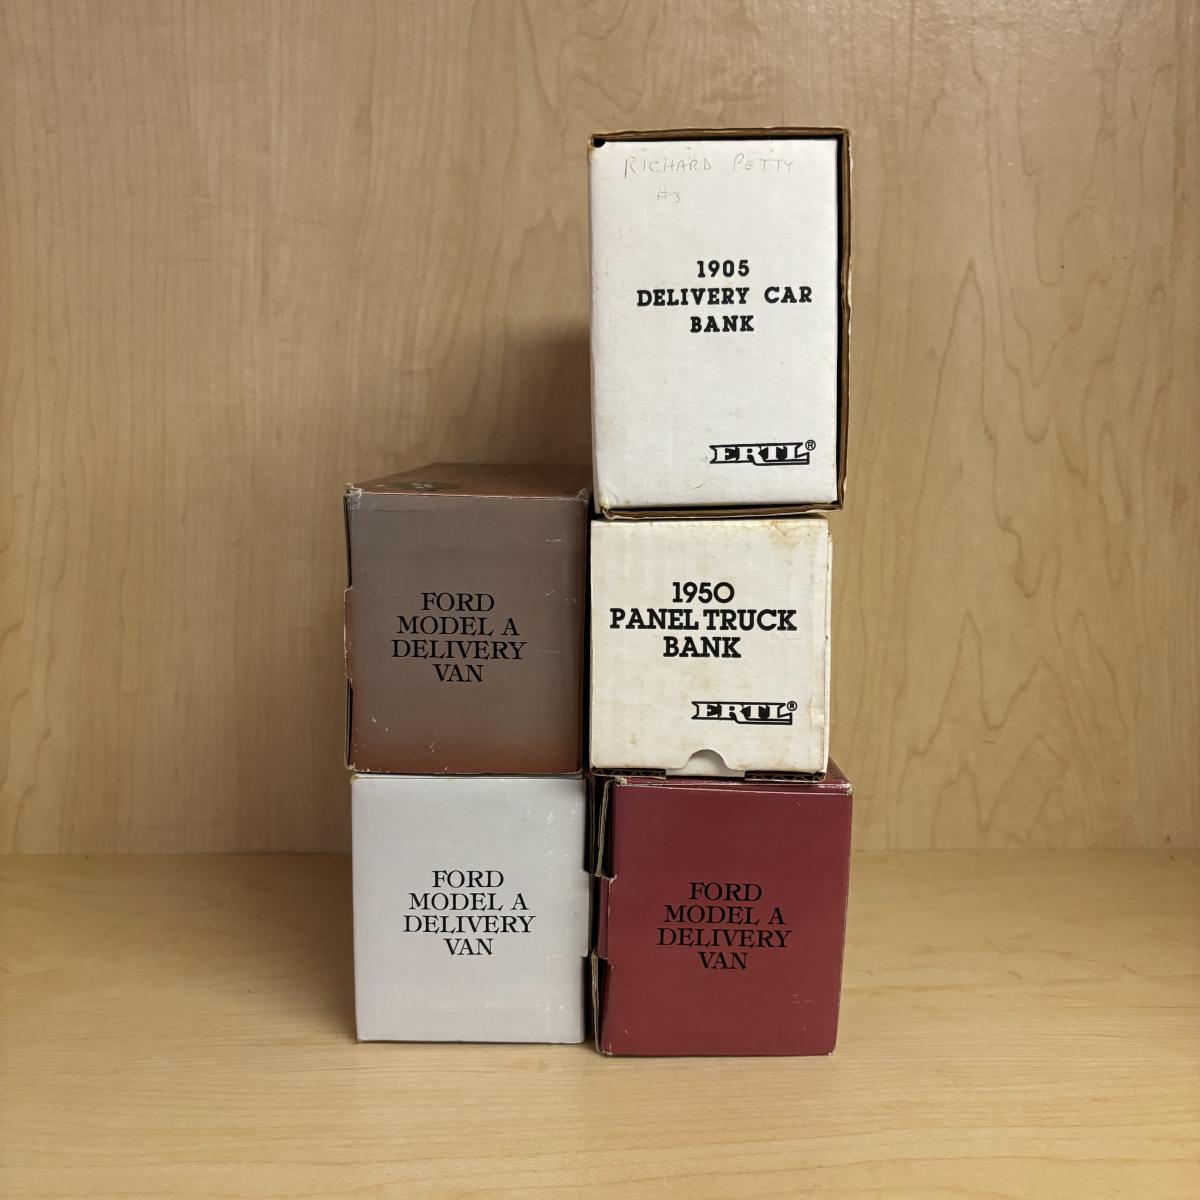 RICHARD PETTY
#3
1905
DELIVERY CAR
BANK
ERTL®
FORD
MODEL A
DELIVERY
VAN
1950
PANEL TRUCK
BANK
ERTL®
FORD
MODEL A
DELIVERY
VAN
FORD
MODEL A
DELIVERY
VAN